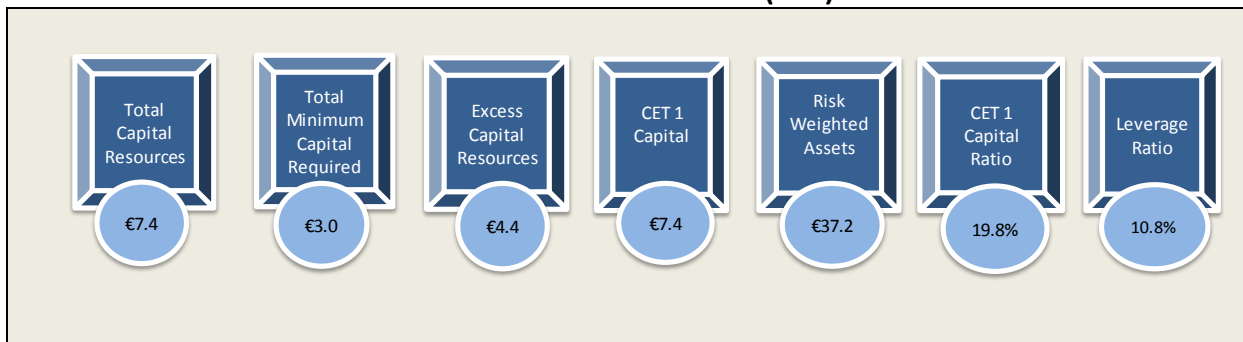 Total
Capital
Resources
€7.4
Total
Minimum
Capital
Required
€3.0
Excess
Capital
Resources
€4.4
CET 1
Capital
€7.4
Risk
Weighted
Assets
€37.2
CET 1
Capital
Ratio
19.8%
Leverage
Ratio
10.8%